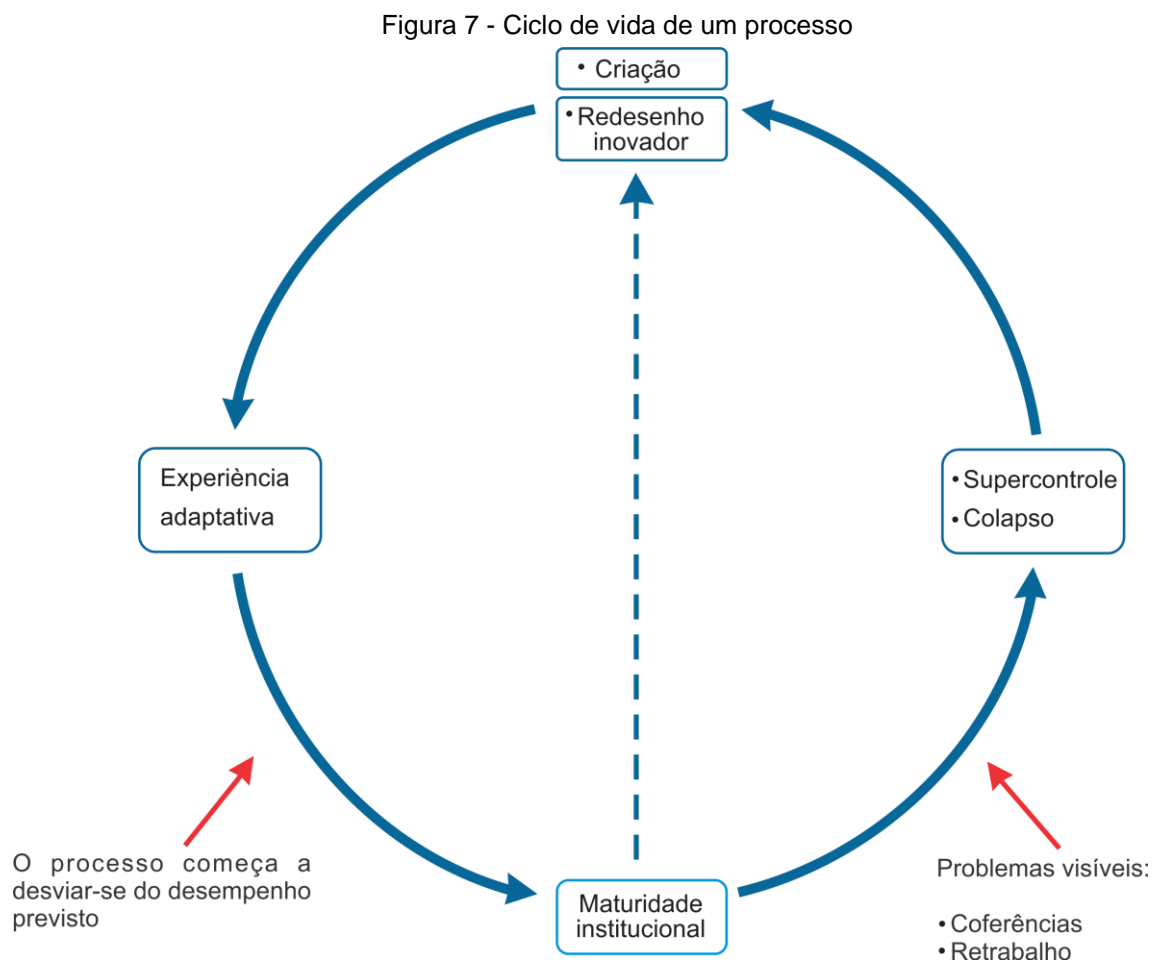 Figura 7 - Ciclo de vida de um processo
• Criação
• Redesenho
inovador
Experiència
adaptativa
• Supercontrole
• Colapso
O processo começa a
desviar-se do desempenho
previsto
Maturidade
institucional
Problemas visíveis:
• Coferências
• Retrabalho